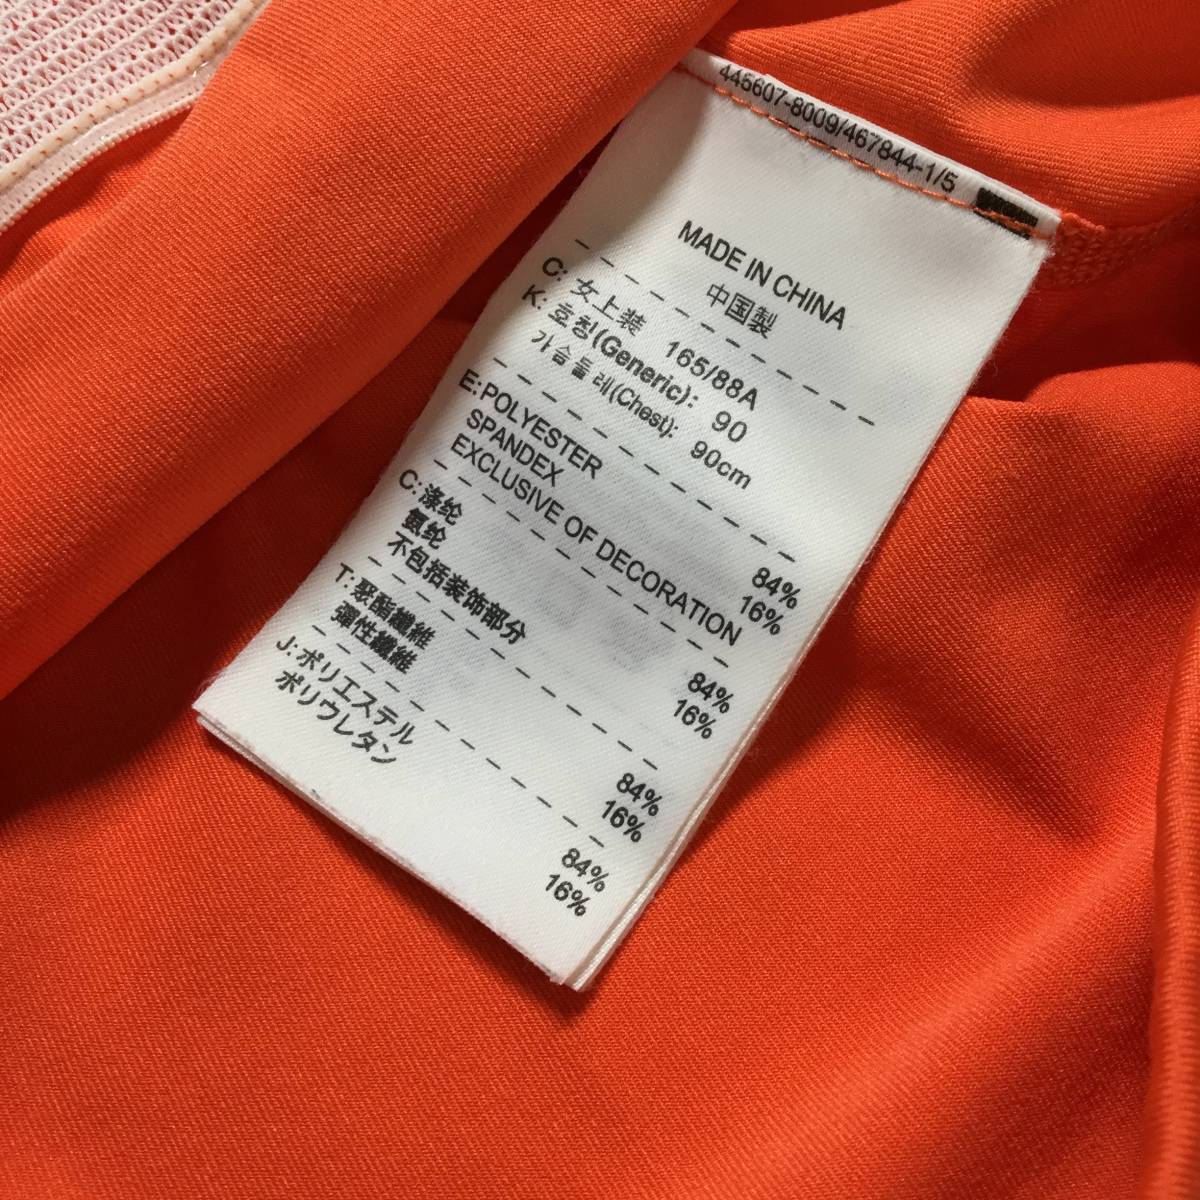 445607-8009/467844-1/5
MADE IN CHINA
中国製
C: 女上装 165/88A
K: 호칭(Generic): 90
가슴둘레(Chest): 90cm
E: POLYESTER 84%
SPANDEX 16%
EXCLUSIVE OF DECORATION
C: 涤纶 84%
氨纶 16%
不包括装饰部分
T: 聚酯纖維 84%
彈性纖維 16%
J: ポリエステル 84%
ポリウレタン 16%